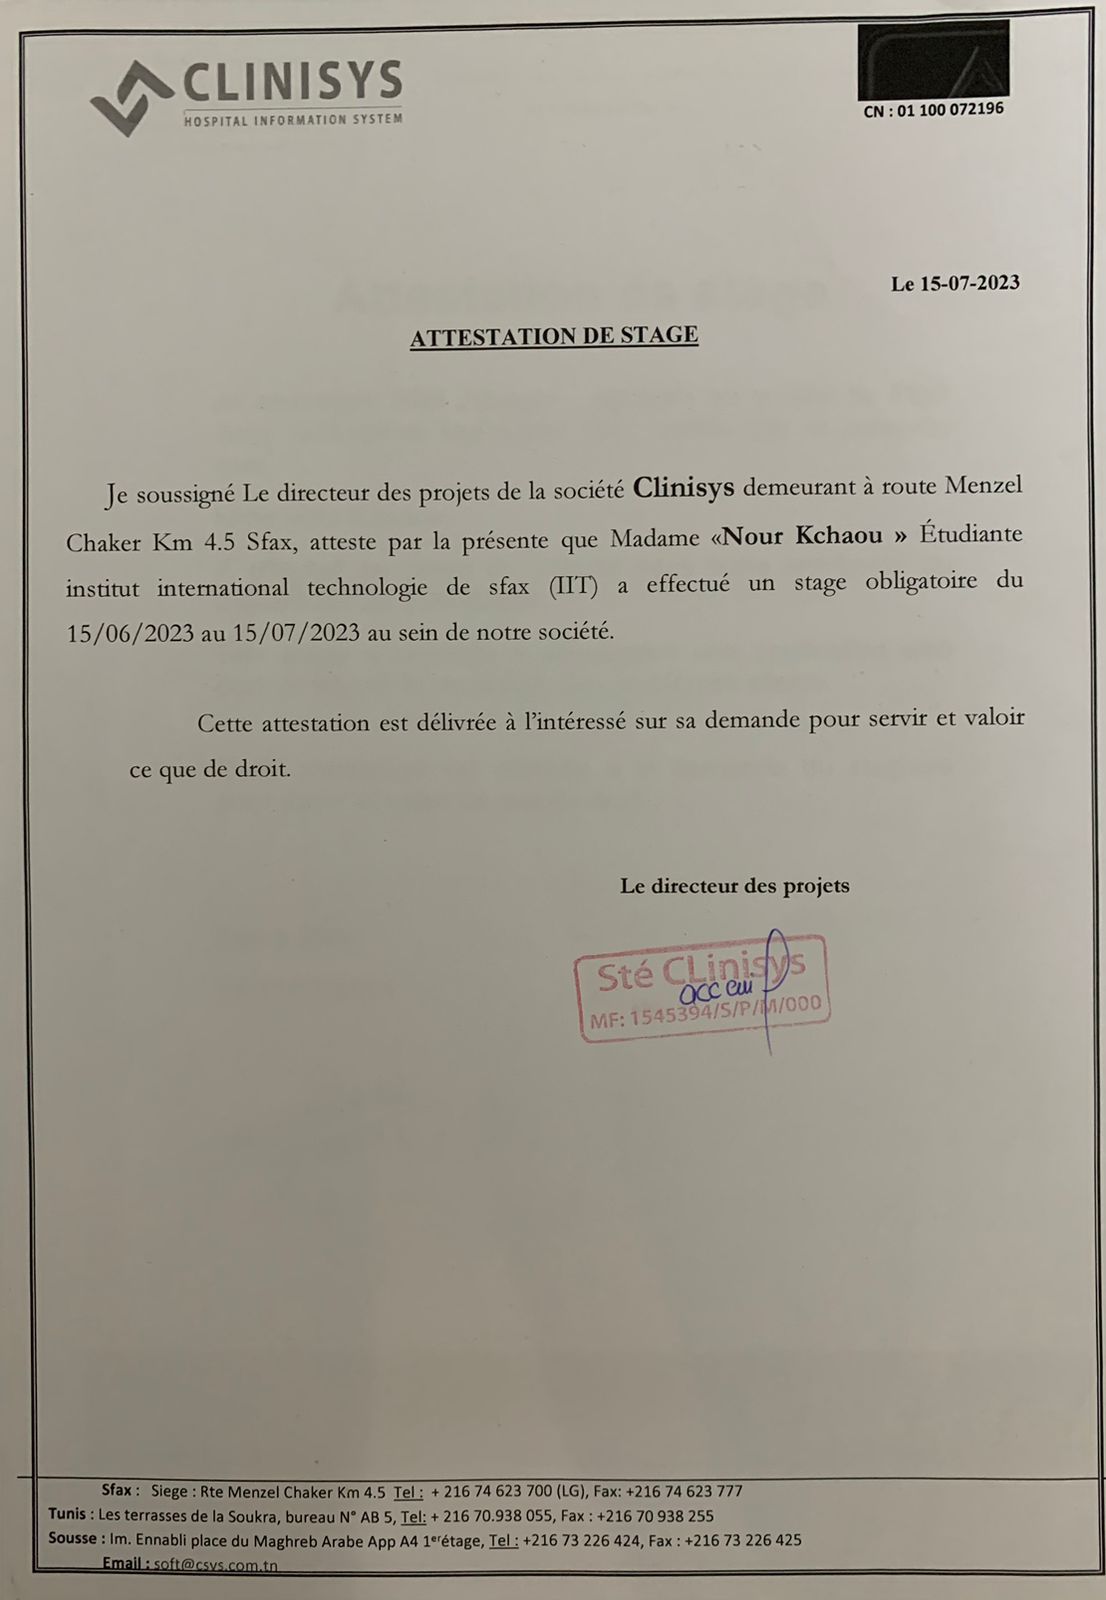 CLINISYS
HOSPITAL INFORMATION SYSTEM
CN : 01 100 072196
Le 15-07-2023
ATTESTATION DE STAGE
Je soussigné Le directeur des projets de la société Clinisys demeurant à route Menzel
Chaker Km 4.5 Sfax, atteste par la présente que Madame «Nour Kchaou » Étudiante
institut international technologie de sfax (IIT) a effectué un stage obligatoire du
15/06/2023 au 15/07/2023 au sein de notre société.
Cette attestation est délivrée à l'intéressé sur sa demande pour servir et valoir
ce que de droit.
Le directeur des projets
Sté CLinisys
MF: 1545394/S/P/M/000
Sfax : Siege : Rte Menzel Chaker Km 4.5 Tel : + 216 74 623 700 (LG), Fax: +216 74 623 777
Tunis : Les terrasses de la Soukra, bureau N° AB 5, Tel: + 216 70.938 055, Fax : +216 70 938 255
Sousse : Im. Ennabli place du Maghreb Arabe App A4 1er étage, Tel : +216 73 226 424, Fax : +216 73 226 425
Email : soft@csys.com.tn